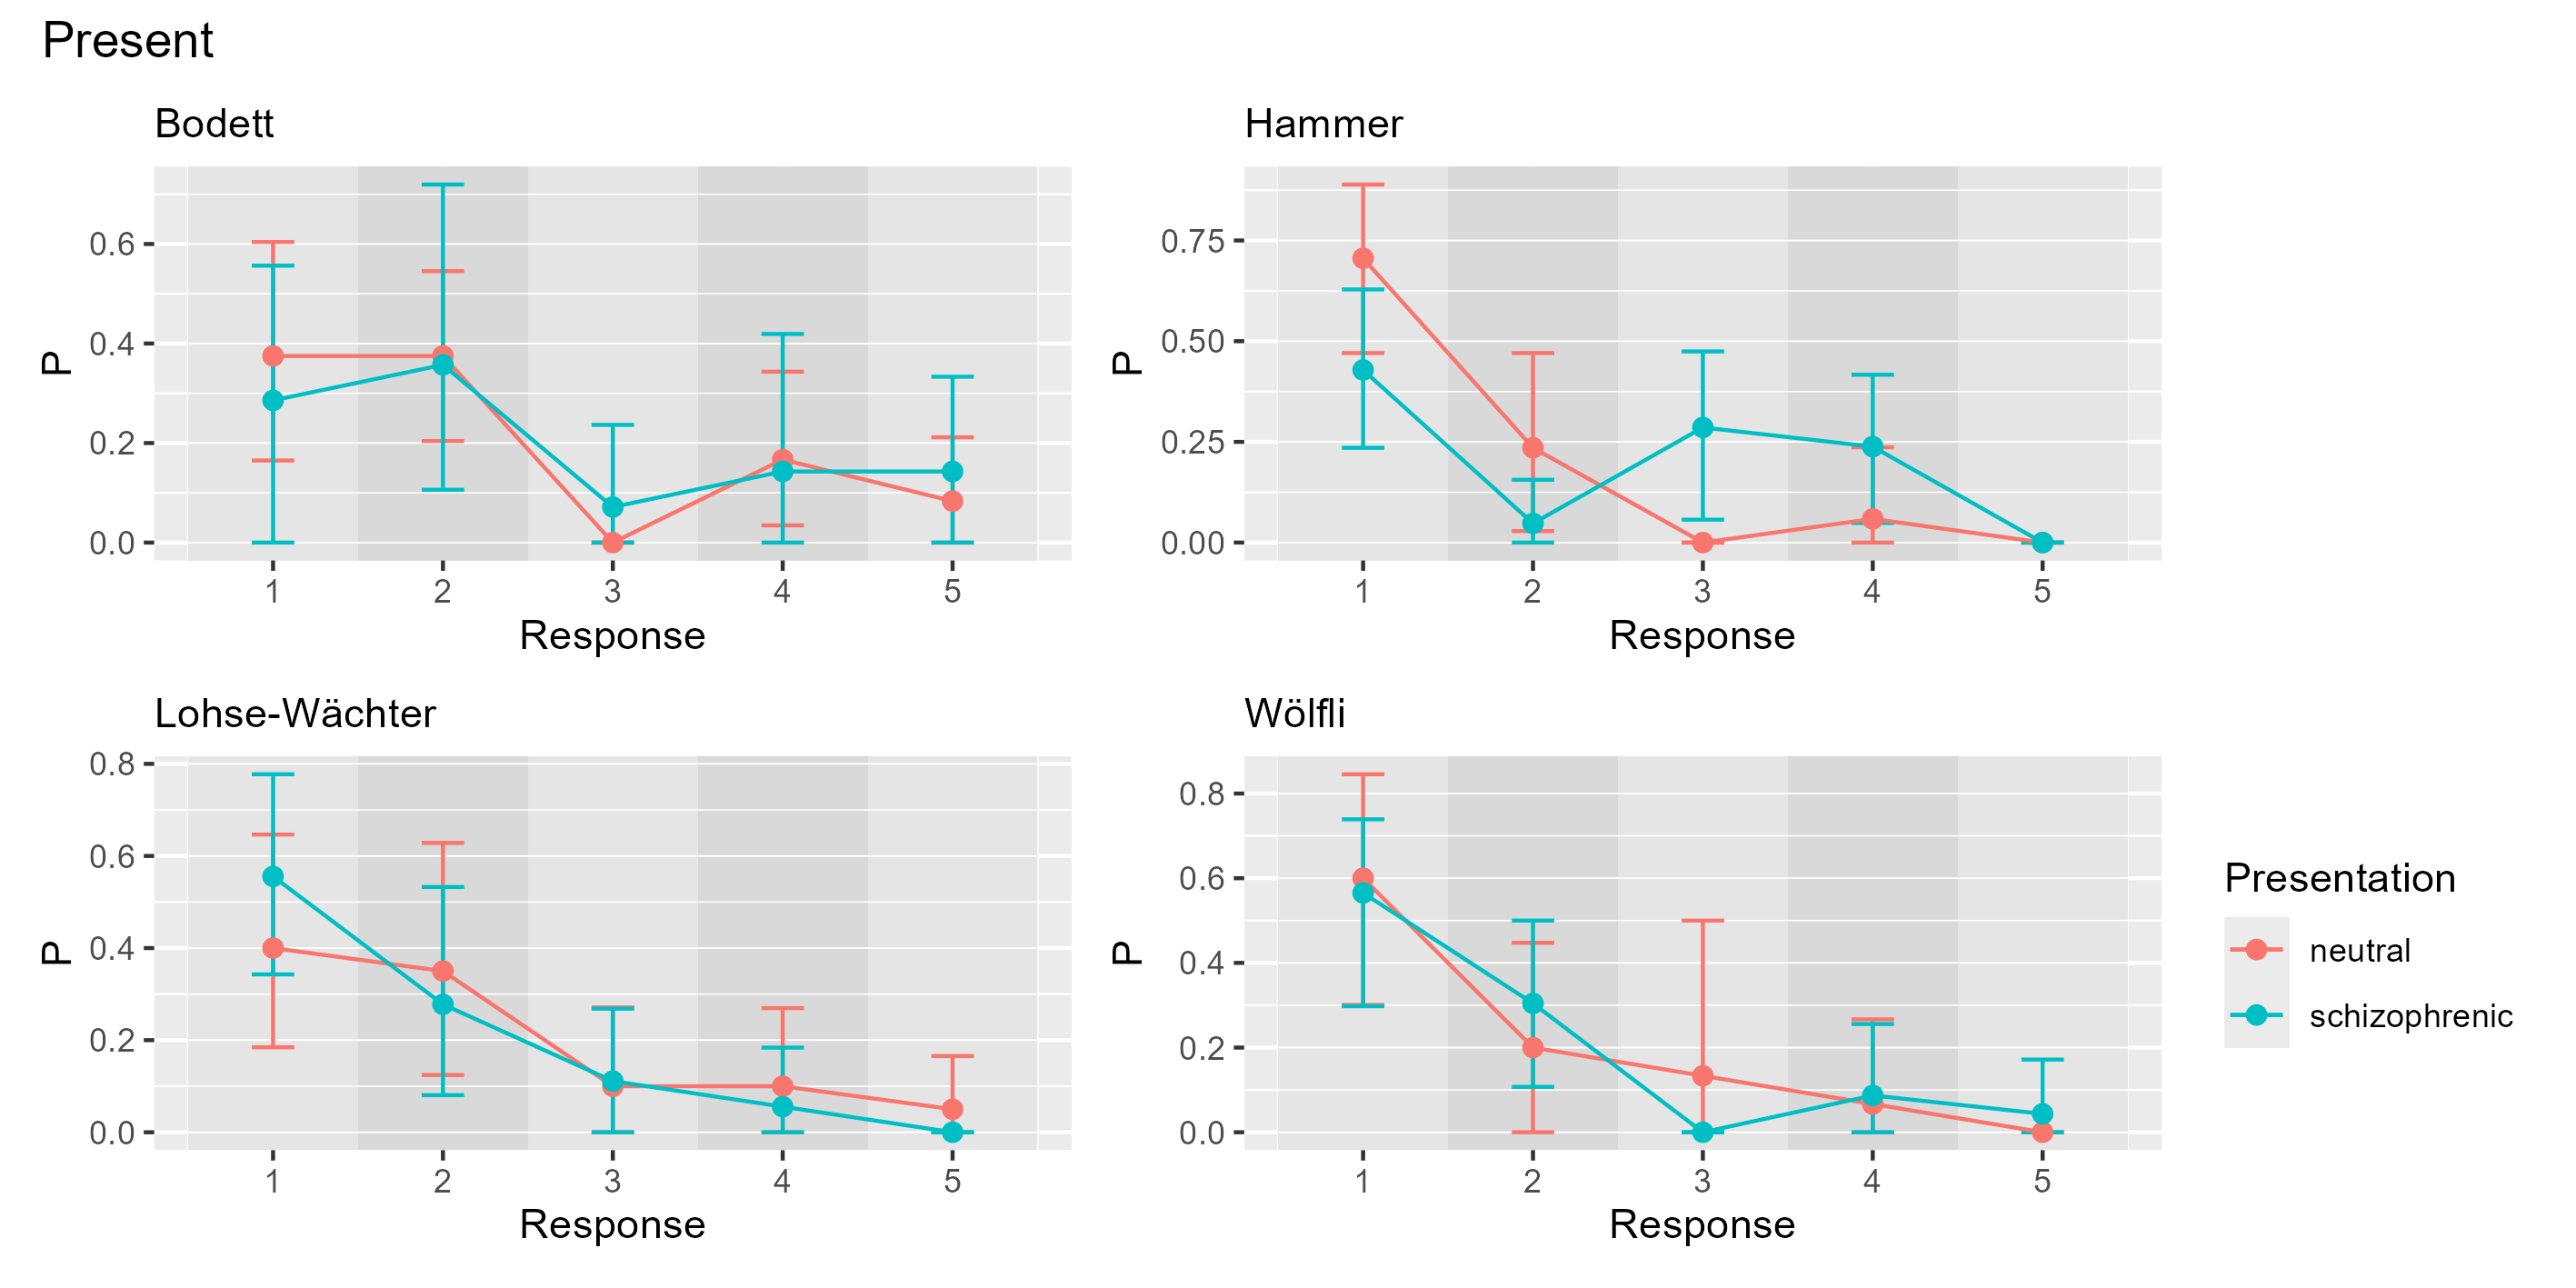 Present
Bodett
P
0.6
0.4
0.2
0.0
1 2 3 4 5
Response
Hammer
P
0.75
0.50
0.25
0.00
1 2 3 4 5
Response
Lohse-Wächter
P
0.8
0.6
0.4
0.2
0.0
1 2 3 4 5
Response
Wölfli
P
0.8
0.6
0.4
0.2
0.0
1 2 3 4 5
Response
Presentation
neutral
schizophrenic